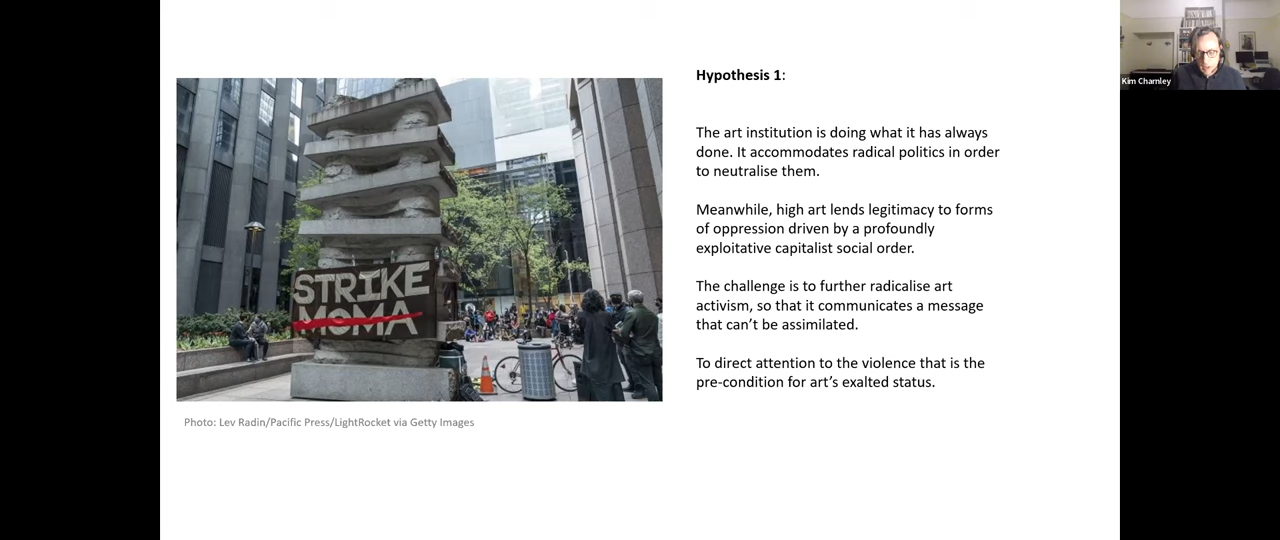 Hypothesis 1:
The art institution is doing what it has always
done. It accommodates radical politics in order
to neutralise them.
Meanwhile, high art lends legitimacy to forms
of oppression driven by a profoundly
exploitative capitalist social order.
The challenge is to further radicalise art
activism, so that it communicates a message
that can’t be assimilated.
To direct attention to the violence that is the
pre-condition for art’s exalted status.
STRIKE
MOMA
Photo: Lev Radin/Pacific Press/LightRocket via Getty Images
Kim Charnley